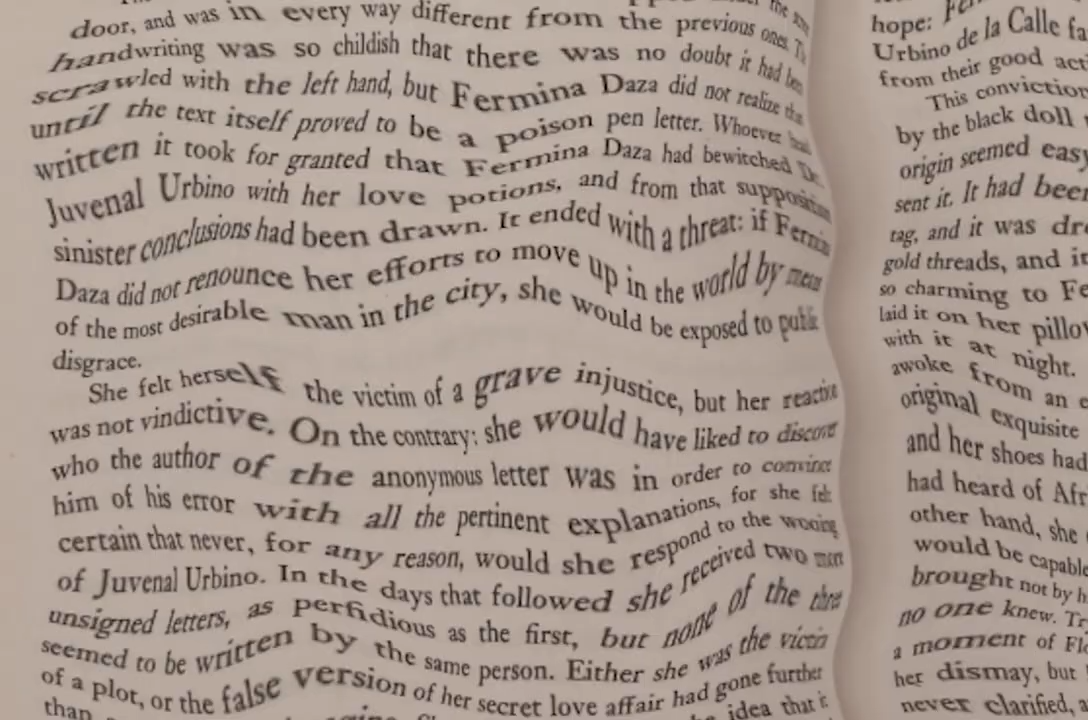 door, and was in every way different from the previous ones. The
handwriting was so childish that there was no doubt it had been
scrawled with the left hand, but Fermina Daza did not realize that
until the text itself proved to be a poison pen letter. Whoever had
written it took for granted that Fermina Daza had bewitched Dr.
Juvenal Urbino with her love potions, and from that supposition
sinister conclusions had been drawn. It ended with a threat: if Fermina
Daza did not renounce her efforts to move up in the world by means
of the most desirable man in the city, she would be exposed to public
disgrace.
She felt herself the victim of a grave injustice, but her reaction
was not vindictive. On the contrary: she would have liked to discover
who the author of the anonymous letter was in order to convince
him of his error with all the pertinent explanations, for she felt
certain that never, for any reason, would she respond to the wooing
of Juvenal Urbino. In the days that followed she received two more
unsigned letters, as perfidious as the first, but none of the three
seemed to be written by the same person. Either she was the victim
of a plot, or the false version of her secret love affair had gone further
than idea that it
hope:
Urbino de la Calle fa
from their good act
This conviction
by the black doll
origin seemed easy
sent it. It had been
tag, and it was dr
gold threads, and it
so charming to Fe
laid it on her pillo
with it at night.
awoke from an e
original exquisite
and her shoes had
had heard of Afri
other hand, she
would be capable
brought not by h
no one knew. Tr
a moment of Flo
her dismay, but
never clarified, a